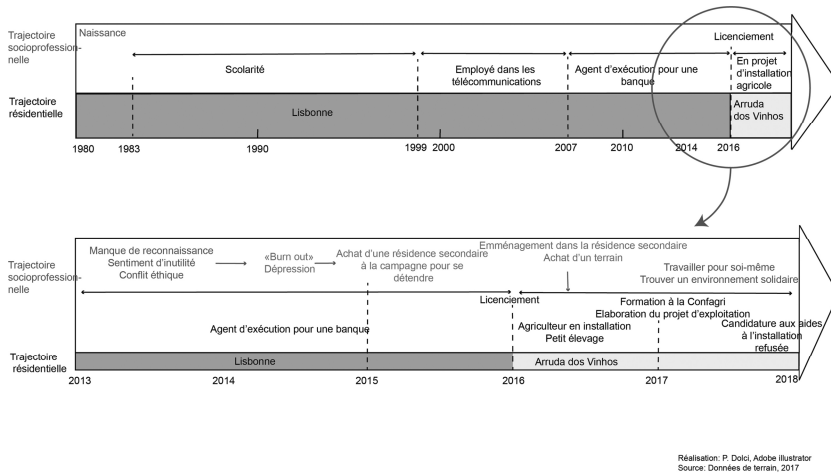 Trajectoire
socioprofession-
nelle
Naissance
Licenciement
Scolarité
Employé dans les
télécommunications
Agent d'exécution pour une
banque
En projet
d'installation
agricole
Trajectoire
résidentielle
Lisbonne
Arruda
dos Vinhos
1980
1983
1990
1999
2000
2007
2010
2014
2016
Trajectoire
socioprofession-
nelle
Manque de reconnaissance
Sentiment d'inutilité
Conflit éthique
«Burn out»
Dépression
Achat d'une résidence secondaire
à la campagne pour se
détendre
Emménagement dans la résidence secondaire
Achat d'un terrain
Travailler pour soi-même
Trouver un environnement solidaire
Licenciement
Formation à la Confagri
Elaboration du projet d'exploitation
Agent d'exécution pour une banque
Agriculteur en installation
Petit élevage
Candidature aux aides
à l'installation
refusée
Trajectoire
résidentielle
Lisbonne
Arruda dos Vinhos
2013
2014
2015
2016
2017
2018
Réalisation: P. Dolci, Adobe illustrator
Source: Données de terrain, 2017